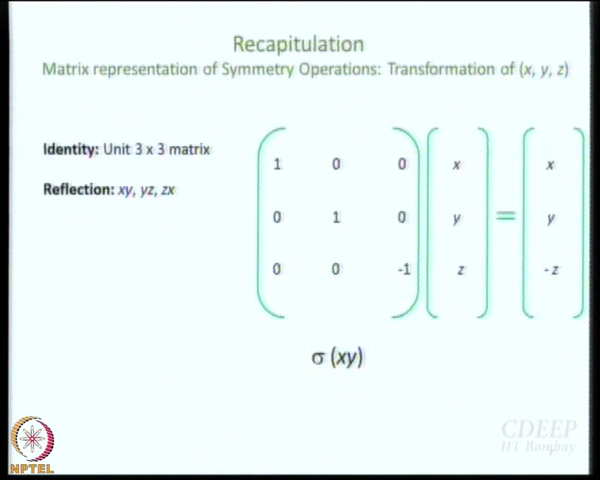 Recapitulation
Matrix representation of Symmetry Operations: Transformation of (x, y, z)
Identity: Unit 3 x 3 matrix
Reflection: xy, yz, zx
1 0 0 x x
0 1 0 y = y
0 0 -1 z -z
σ (xy)
CDEEP
IIT Bombay
NPTEL